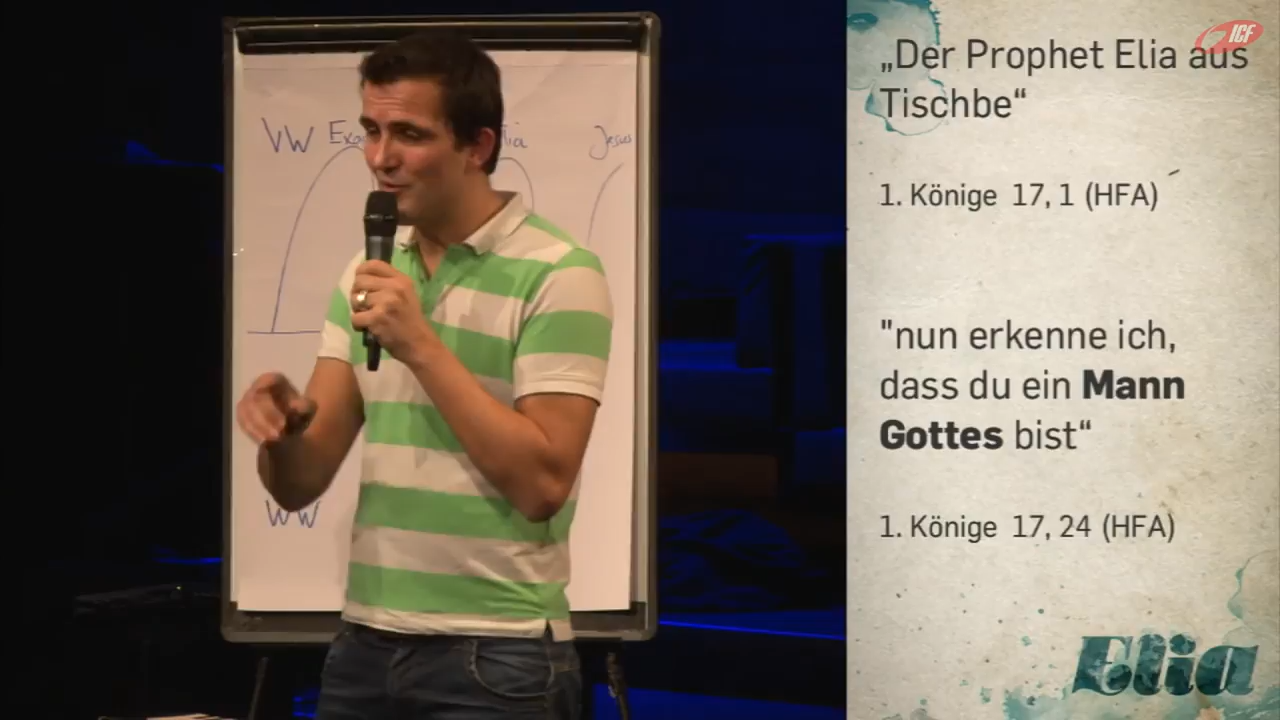 VW
Jesus
WW
ICF
„Der Prophet Elia aus
Tischbe“
1. Könige 17, 1 (HFA)
"nun erkenne ich,
dass du ein Mann
Gottes bist“
1. Könige 17, 24 (HFA)
Elia